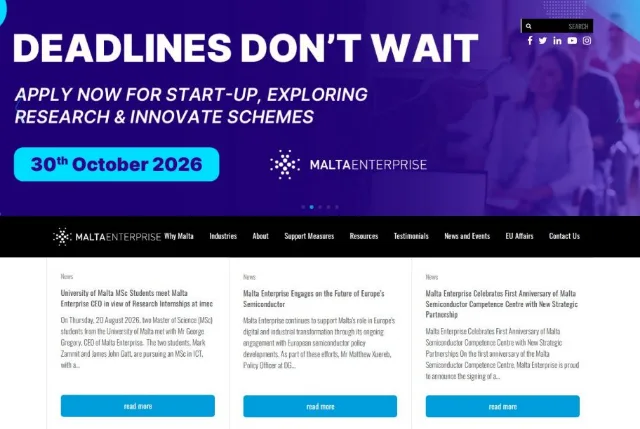 SEARCH
DEADLINES DON'T WAIT
APPLY NOW FOR START-UP, EXPLORING
RESEARCH & INNOVATE SCHEMES
30th October 2026
MALTAENTERPRISE
MALTAENTERPRISE
Why Malta
Industries
About
Support Measures
Resources
Testimonials
News and Events
EU Affairs
Contact Us
News
University of Malta MSc Students meet Malta
Enterprise CEO in view of Research Internships at imec
On Thursday, 20 August 2026, two Master of Science (MSc)
students from the University of Malta met with Mr George
Gregory, CEO of Malta Enterprise. The two students, Mark
Zammit and James John Gatt, are pursuing an MSc in ICT,
with a...
read more
News
Malta Enterprise Engages on the Future of Europe's
Semiconductor
Malta Enterprise continues to support Malta's role in Europe's
digital and industrial transformation through its ongoing
engagement with European semiconductor policy
developments. As part of these efforts, Mr Matthew Xuereb,
Policy Officer at DG...
read more
News
Malta Enterprise Celebrates First Anniversary of Malta
Semiconductor Competence Centre with New Strategic
Partnership
Malta Enterprise Celebrates First Anniversary of Malta
Semiconductor Competence Centre with New Strategic
Partnerships On the first anniversary of the Malta
Semiconductor Competence Centre, Malta Enterprise is proud
to announce the signing of a...
read more